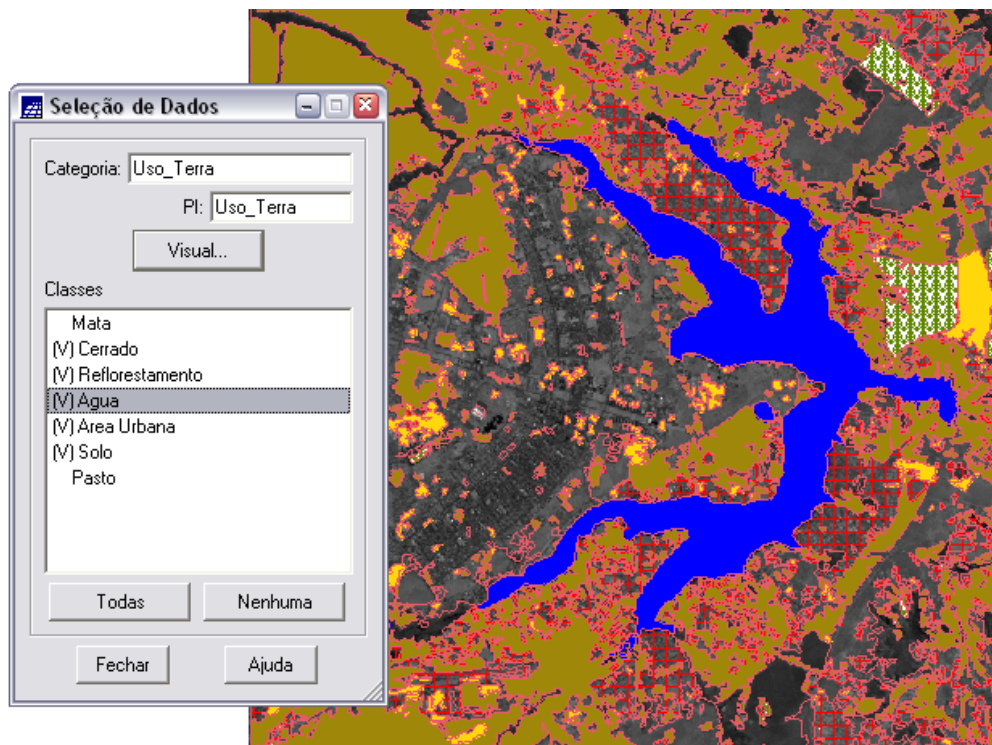 Seleção de Dados
Categoria: Uso_Terra
PI: Uso_Terra
Visual...
Classes
Mata
(V) Cerrado
(V) Reflorestamento
(V) Agua
(V) Area Urbana
(V) Solo
Pasto
Todas Nenhuma
Fechar Ajuda